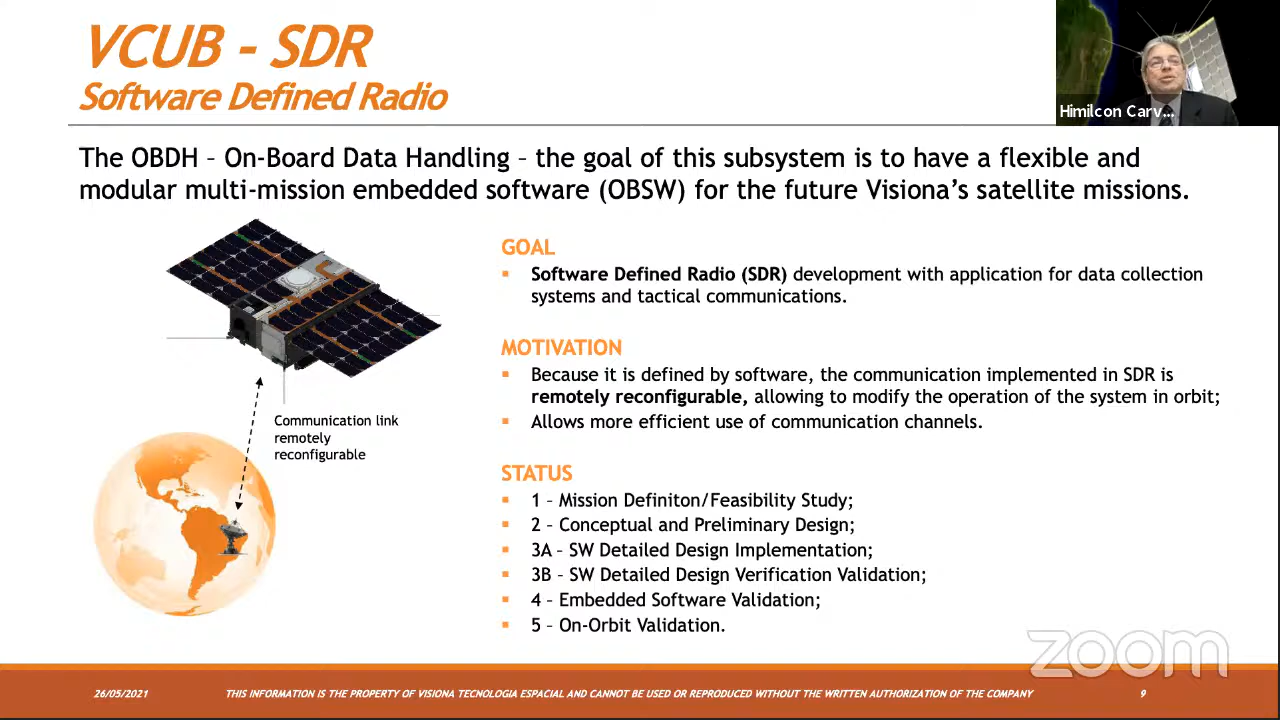 VCUB - SDR
Software Defined Radio
Himilcon Carv...
The OBDH – On-Board Data Handling – the goal of this subsystem is to have a flexible and
modular multi-mission embedded software (OBSW) for the future Visiona's satellite missions.
GOAL
▪ Software Defined Radio (SDR) development with application for data collection
systems and tactical communications.
MOTIVATION
▪ Because it is defined by software, the communication implemented in SDR is
remotely reconfigurable, allowing to modify the operation of the system in orbit;
▪ Allows more efficient use of communication channels.
Communication link
remotely
reconfigurable
STATUS
▪ 1 – Mission Definiton/Feasibility Study;
▪ 2 – Conceptual and Preliminary Design;
▪ 3A – SW Detailed Design Implementation;
▪ 3B – SW Detailed Design Verification Validation;
▪ 4 – Embedded Software Validation;
▪ 5 – On-Orbit Validation.
zoom
26/05/2021
THIS INFORMATION IS THE PROPERTY OF VISIONA TECNOLOGIA ESPACIAL AND CANNOT BE USED OR REPRODUCED WITHOUT THE WRITTEN AUTHORIZATION OF THE COMPANY
9